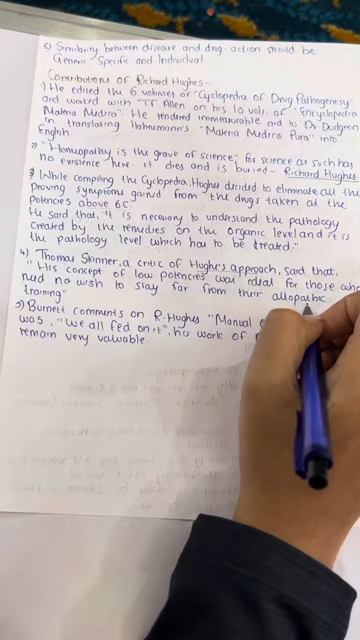 c) Similarity between disease and drug action should be
Generic Specific and Individual
Contributions of Richard Hughes-
1) He edited the 6 volumes of "Cyclopedia of Drug Pathogenesy"
and worked with TF Allen on his 10 vols. of "Encyclopedia
Materia Medica". He rendered immeasurable aid to Dr Dudgeon
in translating Hahnemann's "Materia Medica Pura" into
English
2) "Homeopathy is the grave of science," for science as such has
no existence here. it dies and is buried - Richard Hughes
3) While compiling the Cyclopedia, Hughes decided to eliminate all the
proving symptoms gained from the drugs taken at the
potencies above 6c
He said that, "It is necessary to understand the pathology
created by the remedies on the organic level and it is
the pathology level which has to be treated."
4) Thomas Skinner, a critic of Hughe's approach, said that,
"His concept of low potencies was ideal for those who
had no wish to stay far from their allopathic
training"
5) Burnett comments on R. Hughes "Manual
was, "we all fed on it", his work of
remain very valuable.